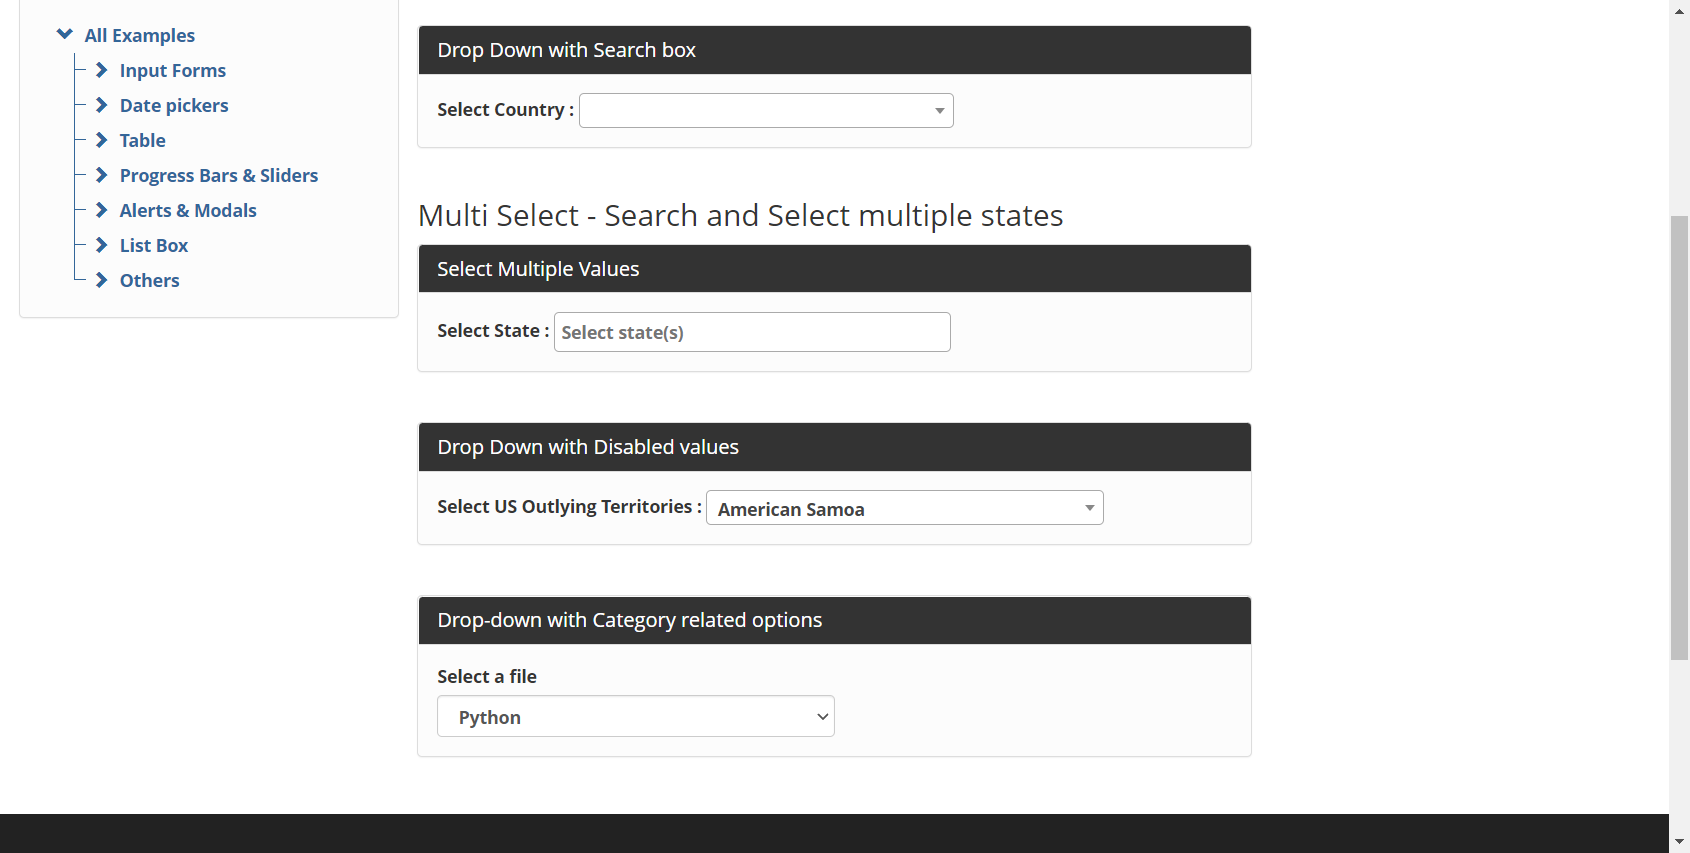 All Examples
Input Forms
Date pickers
Table
Progress Bars & Sliders
Alerts & Modals
List Box
Others
Drop Down with Search box
Select Country :
Multi Select - Search and Select multiple states
Select Multiple Values
Select State : Select state(s)
Drop Down with Disabled values
Select US Outlying Territories : American Samoa
Drop-down with Category related options
Select a file
Python